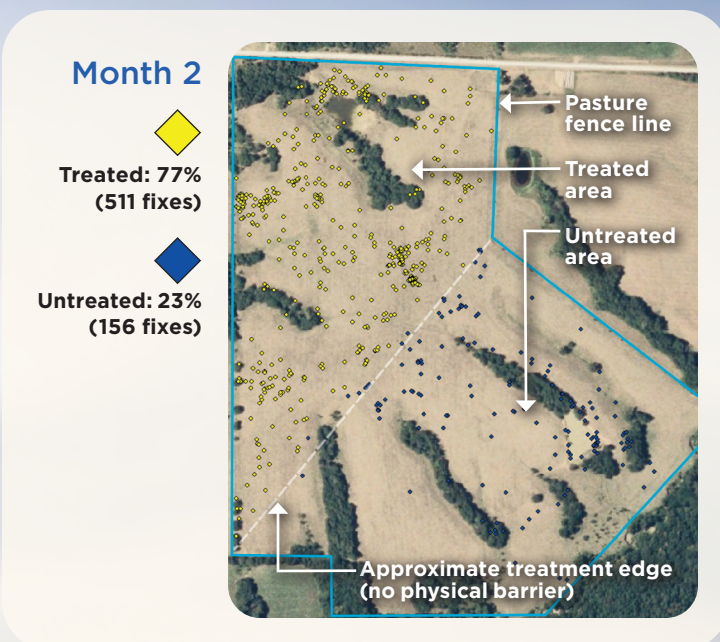 Month 2
Treated: 77%
(511 fixes)
Untreated: 23%
(156 fixes)
Pasture
fence line
Treated
area
Untreated
area
Approximate treatment edge
(no physical barrier)